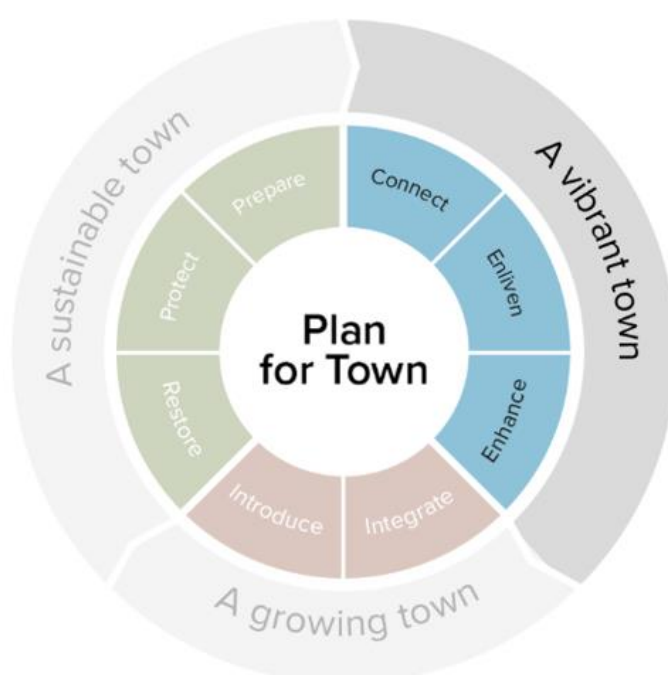 A vibrant town
A growing town
A sustainable town
Connect
Enliven
Enhance
Integrate
Introduce
Restore
Protect
Prepare
Plan
for Town